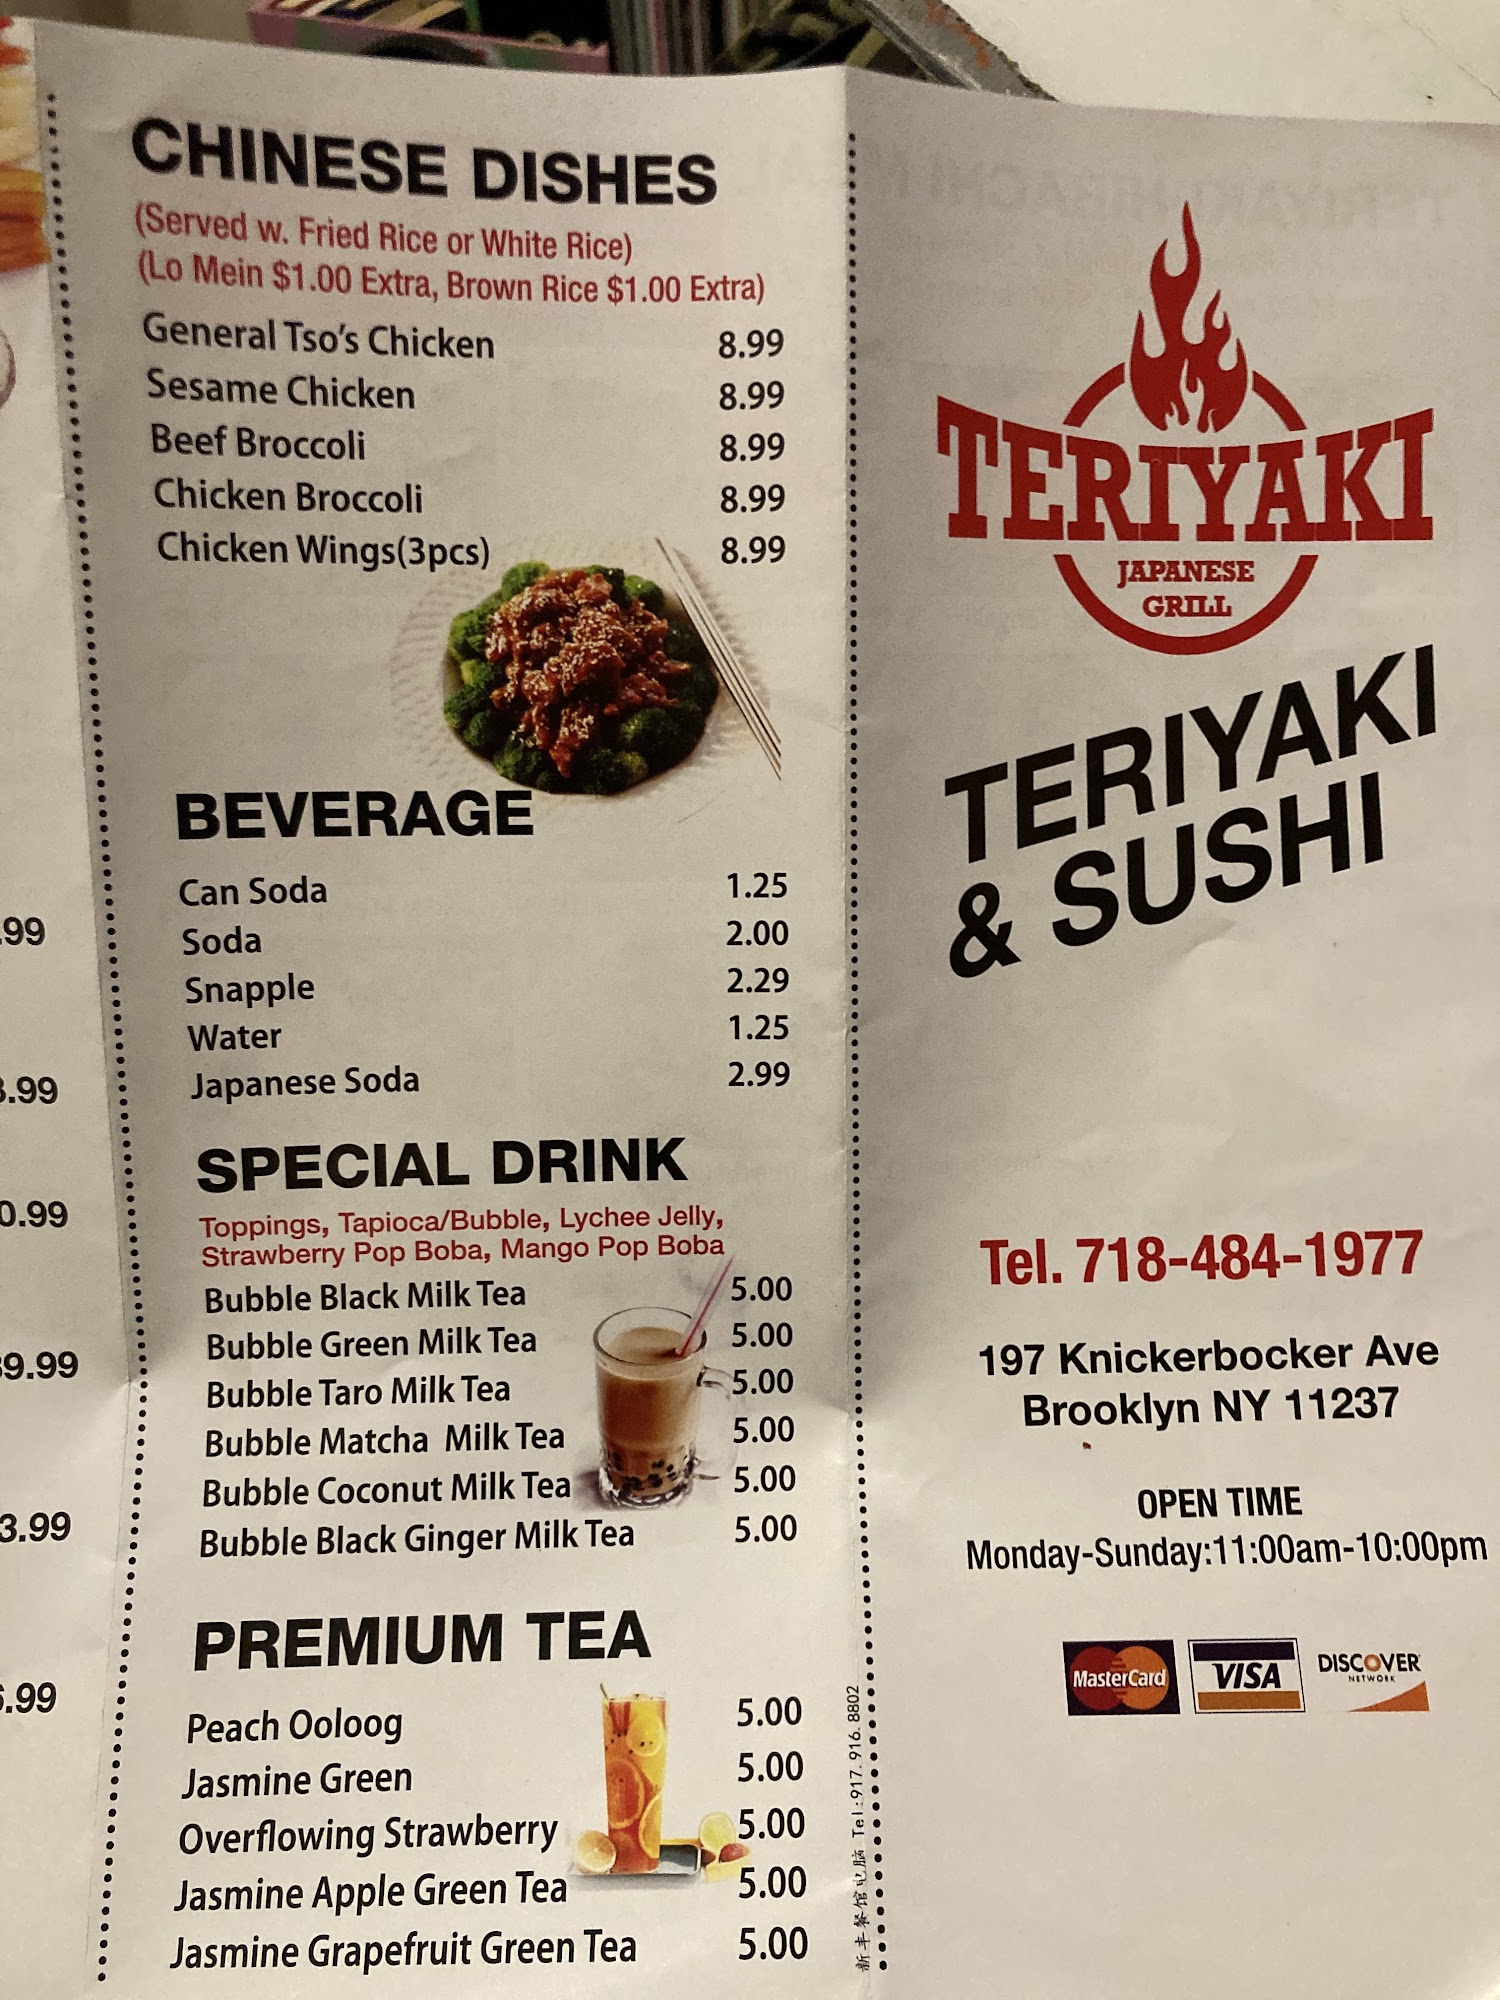 CHINESE DISHES
(Served w. Fried Rice or White Rice)
(Lo Mein $1.00 Extra, Brown Rice $1.00 Extra)
General Tso's Chicken 8.99
Sesame Chicken 8.99
Beef Broccoli 8.99
Chicken Broccoli 8.99
Chicken Wings(3pcs) 8.99
BEVERAGE
Can Soda 1.25
Soda 2.00
Snapple 2.29
Water 1.25
Japanese Soda 2.99
SPECIAL DRINK
Toppings, Tapioca/Bubble, Lychee Jelly,
Strawberry Pop Boba, Mango Pop Boba
Bubble Black Milk Tea 5.00
Bubble Green Milk Tea 5.00
Bubble Taro Milk Tea 5.00
Bubble Matcha Milk Tea 5.00
Bubble Coconut Milk Tea 5.00
Bubble Black Ginger Milk Tea 5.00
PREMIUM TEA
Peach Ooloog 5.00
Jasmine Green 5.00
Overflowing Strawberry 5.00
Jasmine Apple Green Tea 5.00
Jasmine Grapefruit Green Tea 5.00
新丰餐馆电脑 Tel:917.916.8802
TERIYAKI
JAPANESE
GRILL
TERIYAKI
& SUSHI
Tel. 718-484-1977
197 Knickerbocker Ave
Brooklyn NY 11237
OPEN TIME
Monday-Sunday:11:00am-10:00pm
MasterCard
VISA
DISCOVER
NETWORK